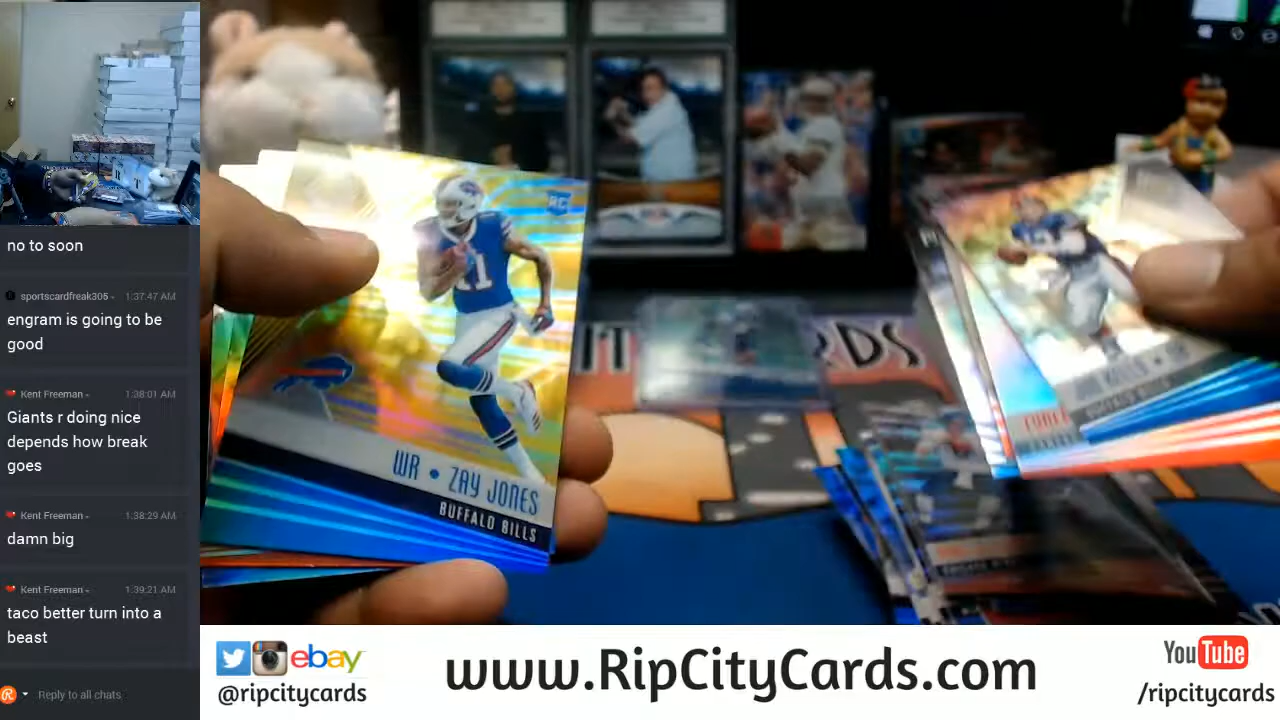 no to soon
sportscardfreak305
1:37:47 AM
engram is going to be
good
Kent Freeman
1:38:01 AM
Giants r doing nice
depends how break
goes
Kent Freeman
1:38:29 AM
damn big
Kent Freeman
1:39:21 AM
taco better turn into a
beast
Reply to all chats
RC
11
WR • ZAY JONES
BUFFALO BILLS
RDS
ebay
@ripcitycards
www.RipCityCards.com
YouTube
/ripcitycards